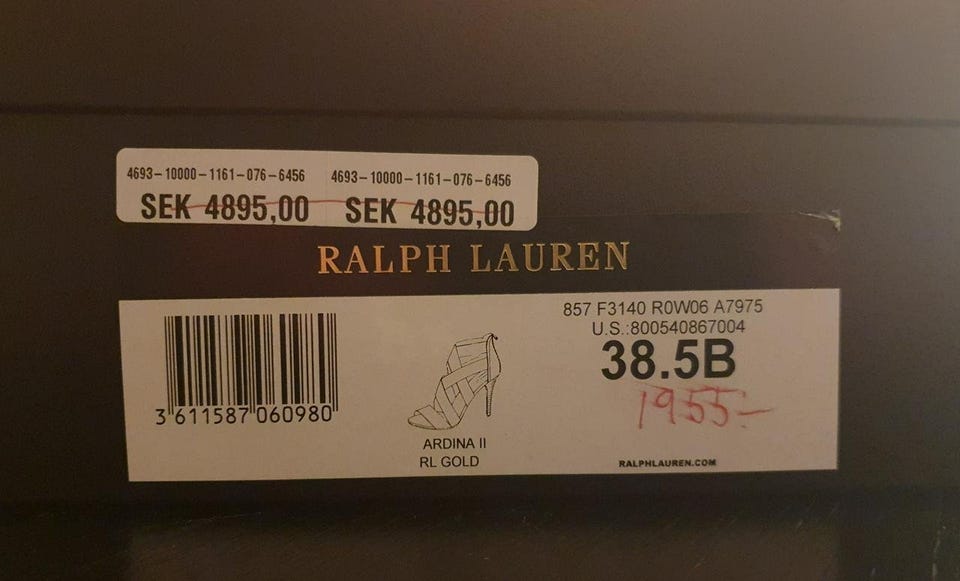 4693-10000-1161-076-6456 4693-10000-1161-076-6456
SEK 4895,00 SEK 4895,00
RALPH LAUREN
857 F3140 R0W06 A7975
U.S.:800540867004
38.5B
1955:-
3 611587 060980
ARDINA II
RL GOLD
RALPHLAUREN.COM